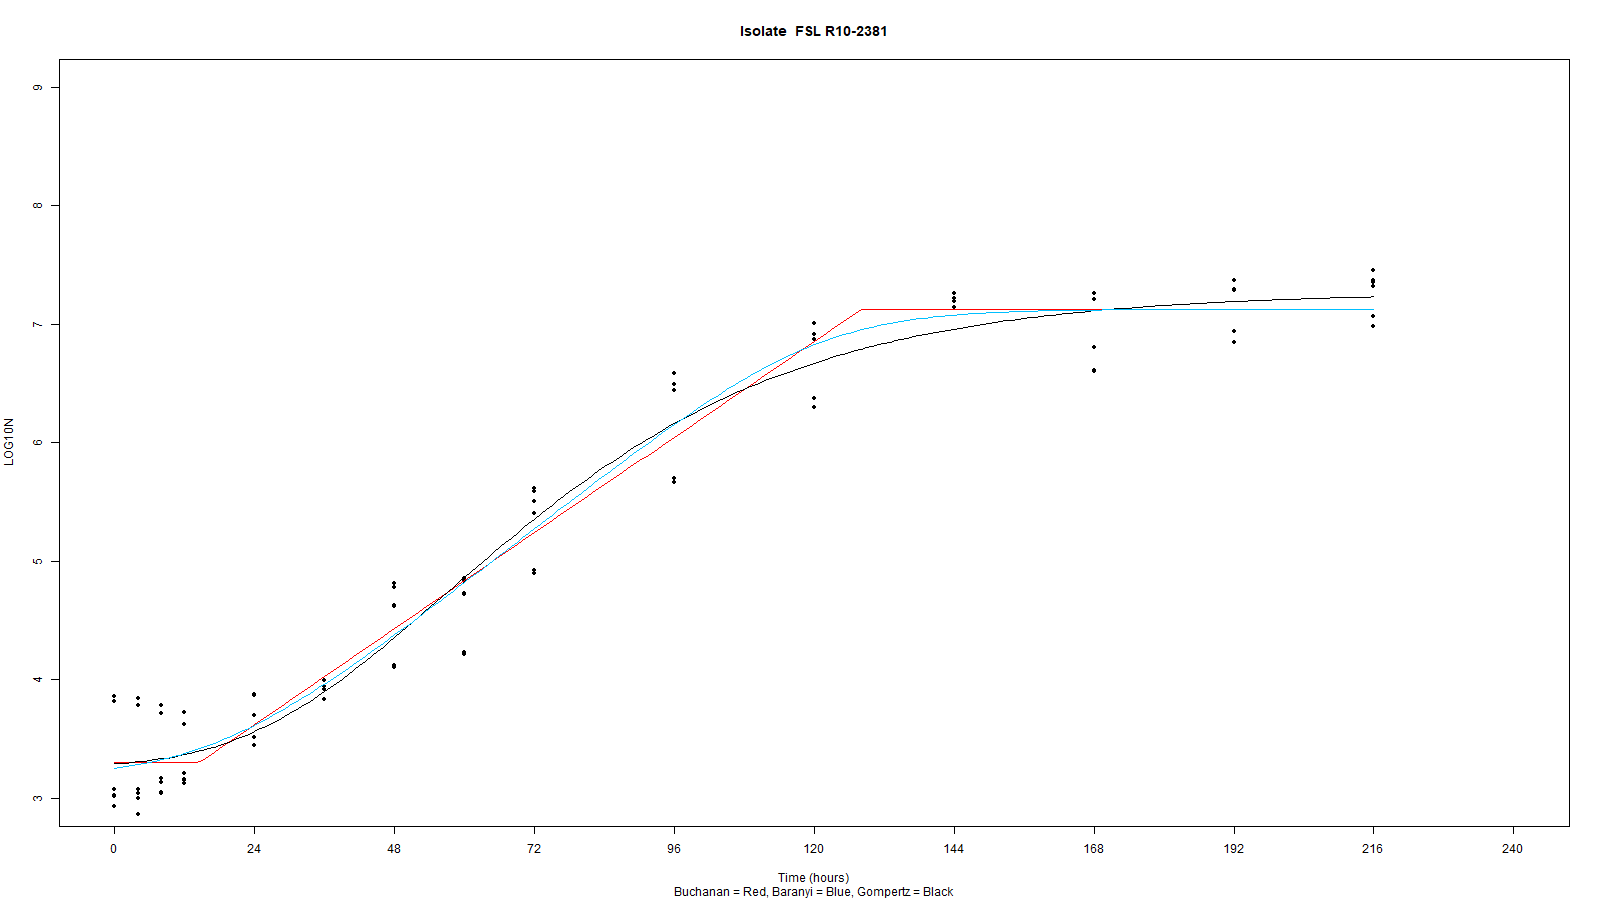 Isolate  FSL R10-2381
9
8
7
6
5
4
3
LOG10N
0 24 48 72 96 120 144 168 192 216 240
Time (hours)
Buchanan = Red, Baranyi = Blue, Gompertz = Black